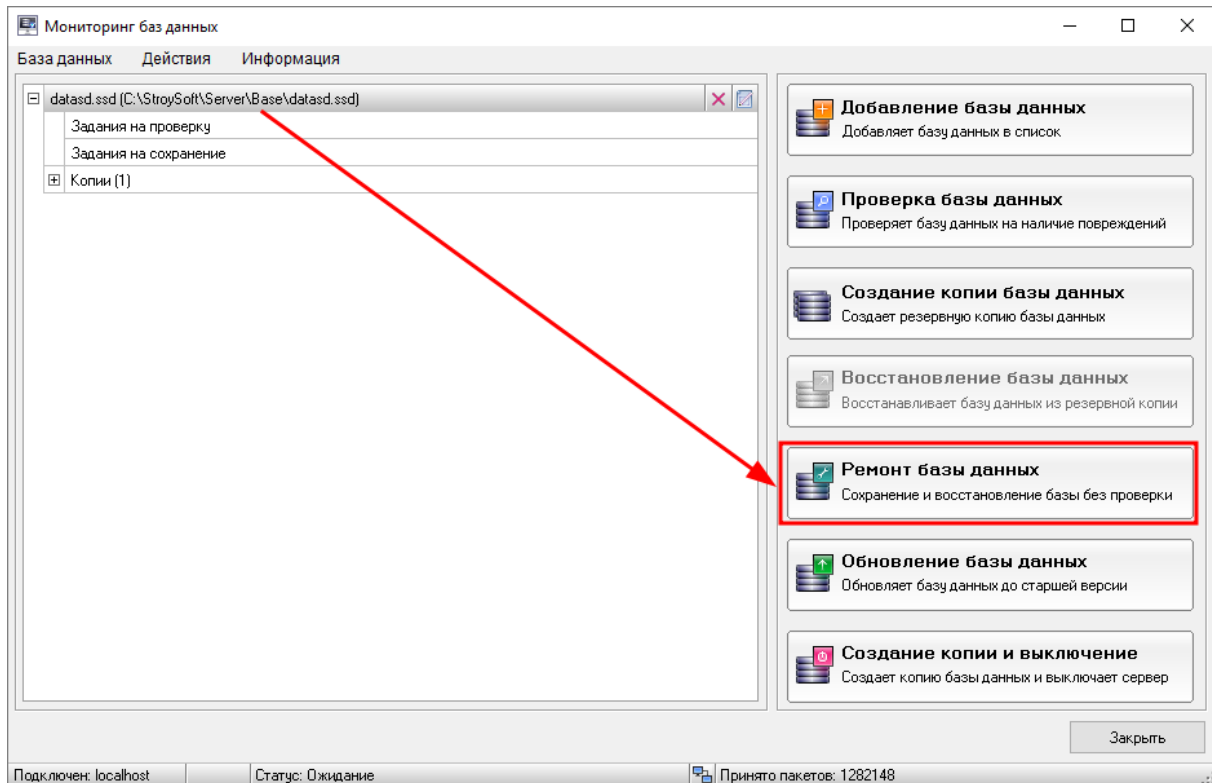 Мониторинг баз данных
База данных Действия Информация
datasd.ssd (C:\StroySoft\Server\Base\datasd.ssd)
Задания на проверку
Задания на сохранение
Копии (1)
Добавление базы данных
Добавляет базу данных в список
Проверка базы данных
Проверяет базу данных на наличие повреждений
Создание копии базы данных
Создает резервную копию базы данных
Восстановление базы данных
Восстанавливает базу данных из резервной копии
Ремонт базы данных
Сохранение и восстановление базы без проверки
Обновление базы данных
Обновляет базу данных до старшей версии
Создание копии и выключение
Создает копию базы данных и выключает сервер
Закрыть
Подключен: localhost Статус: Ожидание Принято пакетов: 1282148